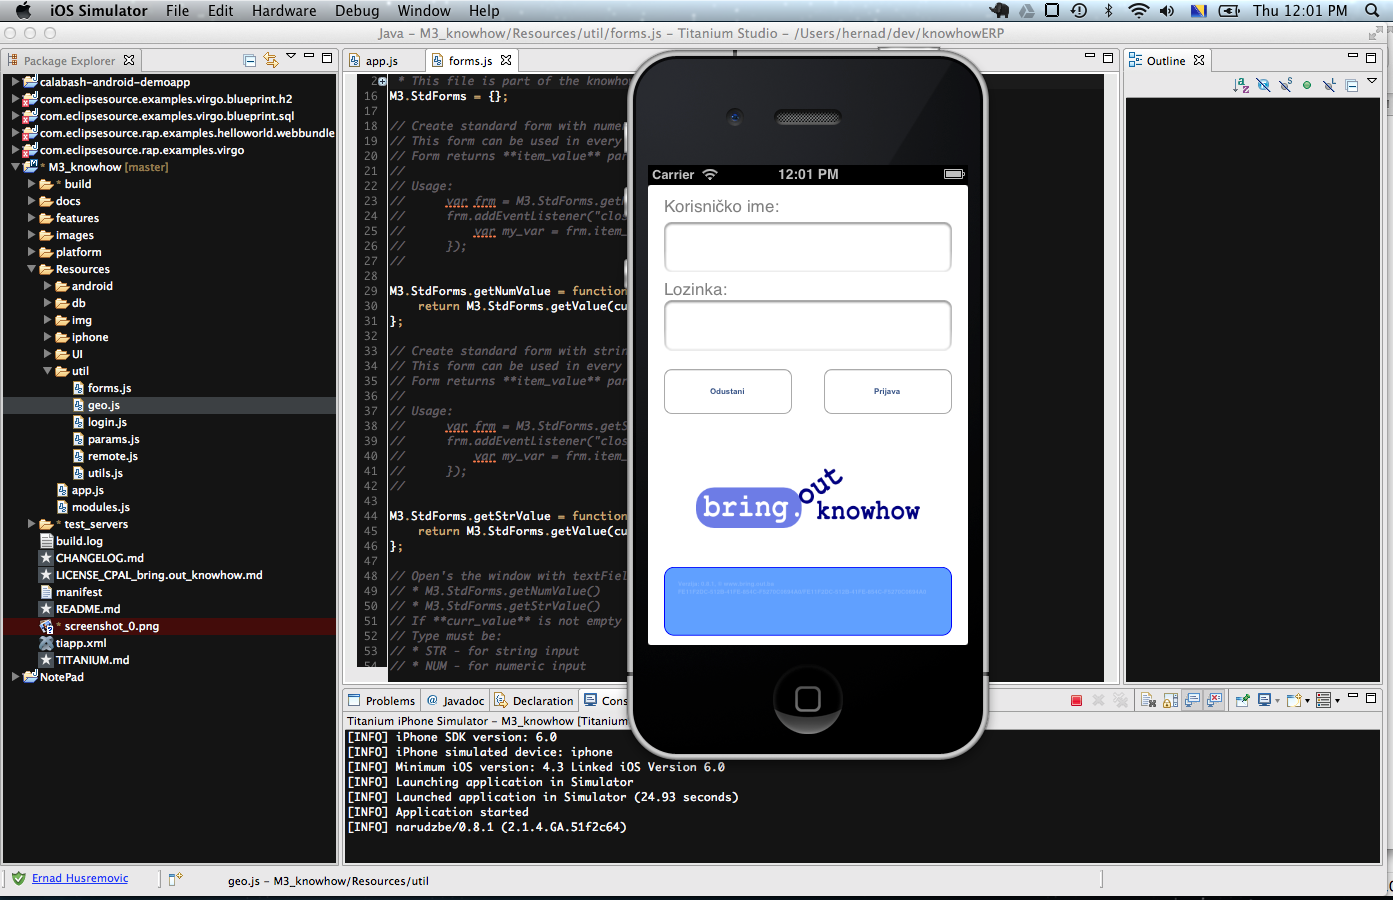 iOS Simulator File Edit Hardware Debug Window Help Thu 12:01 PM
Java – M3_knowhow/Resources/util/forms.js – Titanium Studio – /Users/hernad/dev/knowhowERP
Package Explorer
calabash-android-demoapp
com.eclipsesource.examples.virgo.blueprint.h2
com.eclipsesource.examples.virgo.blueprint.sql
com.eclipsesource.rap.examples.helloworld.webbundle
com.eclipsesource.rap.examples.virgo
* M3_knowhow [master]
* build
docs
features
images
platform
Resources
android
db
img
iphone
UI
util
forms.js
geo.js
login.js
params.js
remote.js
utils.js
app.js
modules.js
* test_servers
build.log
CHANGELOG.md
LICENSE_CPAL_bring.out_knowhow.md
manifest
README.md
* screenshot_0.png
tiapp.xml
TITANIUM.md
NotePad
app.js forms.js
2 * This file is part of the knowhow
16 M3.StdForms = {};
17
18 // Create standard form with nume
19 // This form can be used in every
20 // Form returns **item_value** par
21 //
22 // Usage:
23 // var frm = M3.StdForms.get
24 // frm.addEventListener("clos
25 // var my_var = frm.item_
26 // });
27 //
28
29 M3.StdForms.getNumValue = function
30 return M3.StdForms.getValue(cu
31 };
32
33 // Create standard form with strin
34 // This form can be used in every
35 // Form returns **item_value** par
36 //
37 // Usage:
38 // var frm = M3.StdForms.getS
39 // frm.addEventListener("clos
40 // var my_var = frm.item_
41 // });
42 //
43
44 M3.StdForms.getStrValue = function
45 return M3.StdForms.getValue(cu
46 };
47
48 // Open's the window with textFiel
49 // * M3.StdForms.getNumValue()
50 // * M3.StdForms.getStrValue()
51 // If **curr_value** is not empty
52 // Type must be:
53 // * STR - for string input
54 // * NUM - for numeric input
Carrier 12:01 PM
Korisničko ime:
Lozinka:
Odustani Prijava
bring.out
knowhow
Outline
Problems @ Javadoc Declaration Cons
Titanium iPhone Simulator – M3_knowhow [Titanium
[INFO] iPhone SDK version: 6.0
[INFO] iPhone simulated device: iphone
[INFO] Minimum iOS version: 4.3 Linked iOS Version 6.0
[INFO] Launching application in Simulator
[INFO] Launched application in Simulator (24.93 seconds)
[INFO] Application started
[INFO] narudzbe/0.8.1 (2.1.4.GA.51f2c64)
Ernad Husremovic geo.js – M3_knowhow/Resources/util